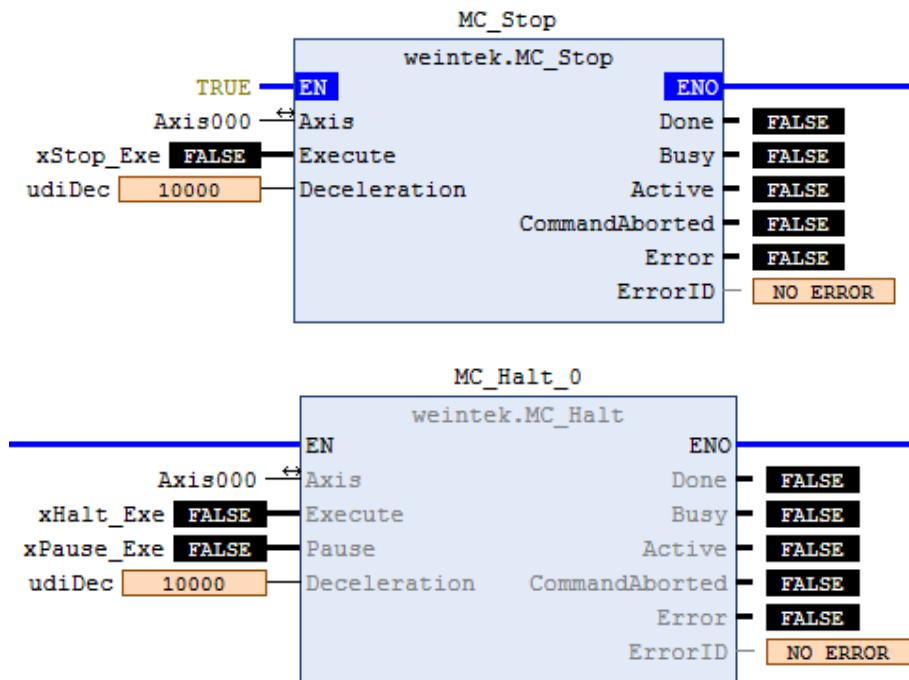 MC_Stop
weintek.MC_Stop
TRUE EN ENO
Axis000 Axis Done FALSE
xStop_Exe FALSE Execute Busy FALSE
udiDec 10000 Deceleration Active FALSE
CommandAborted FALSE
Error FALSE
ErrorID NO ERROR
MC_Halt_0
weintek.MC_Halt
EN ENO
Axis000 Axis Done FALSE
xHalt_Exe FALSE Execute Busy FALSE
xPause_Exe FALSE Pause Active FALSE
udiDec 10000 Deceleration CommandAborted FALSE
Error FALSE
ErrorID NO ERROR